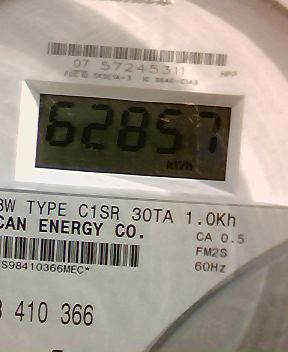 07 57245311
HPP
62857
kWh
3W TYPE C1SR 30TA 1.0Kh
CAN ENERGY CO.
CA 0.5
FM2S
60Hz
S98410366MEC*
410 366